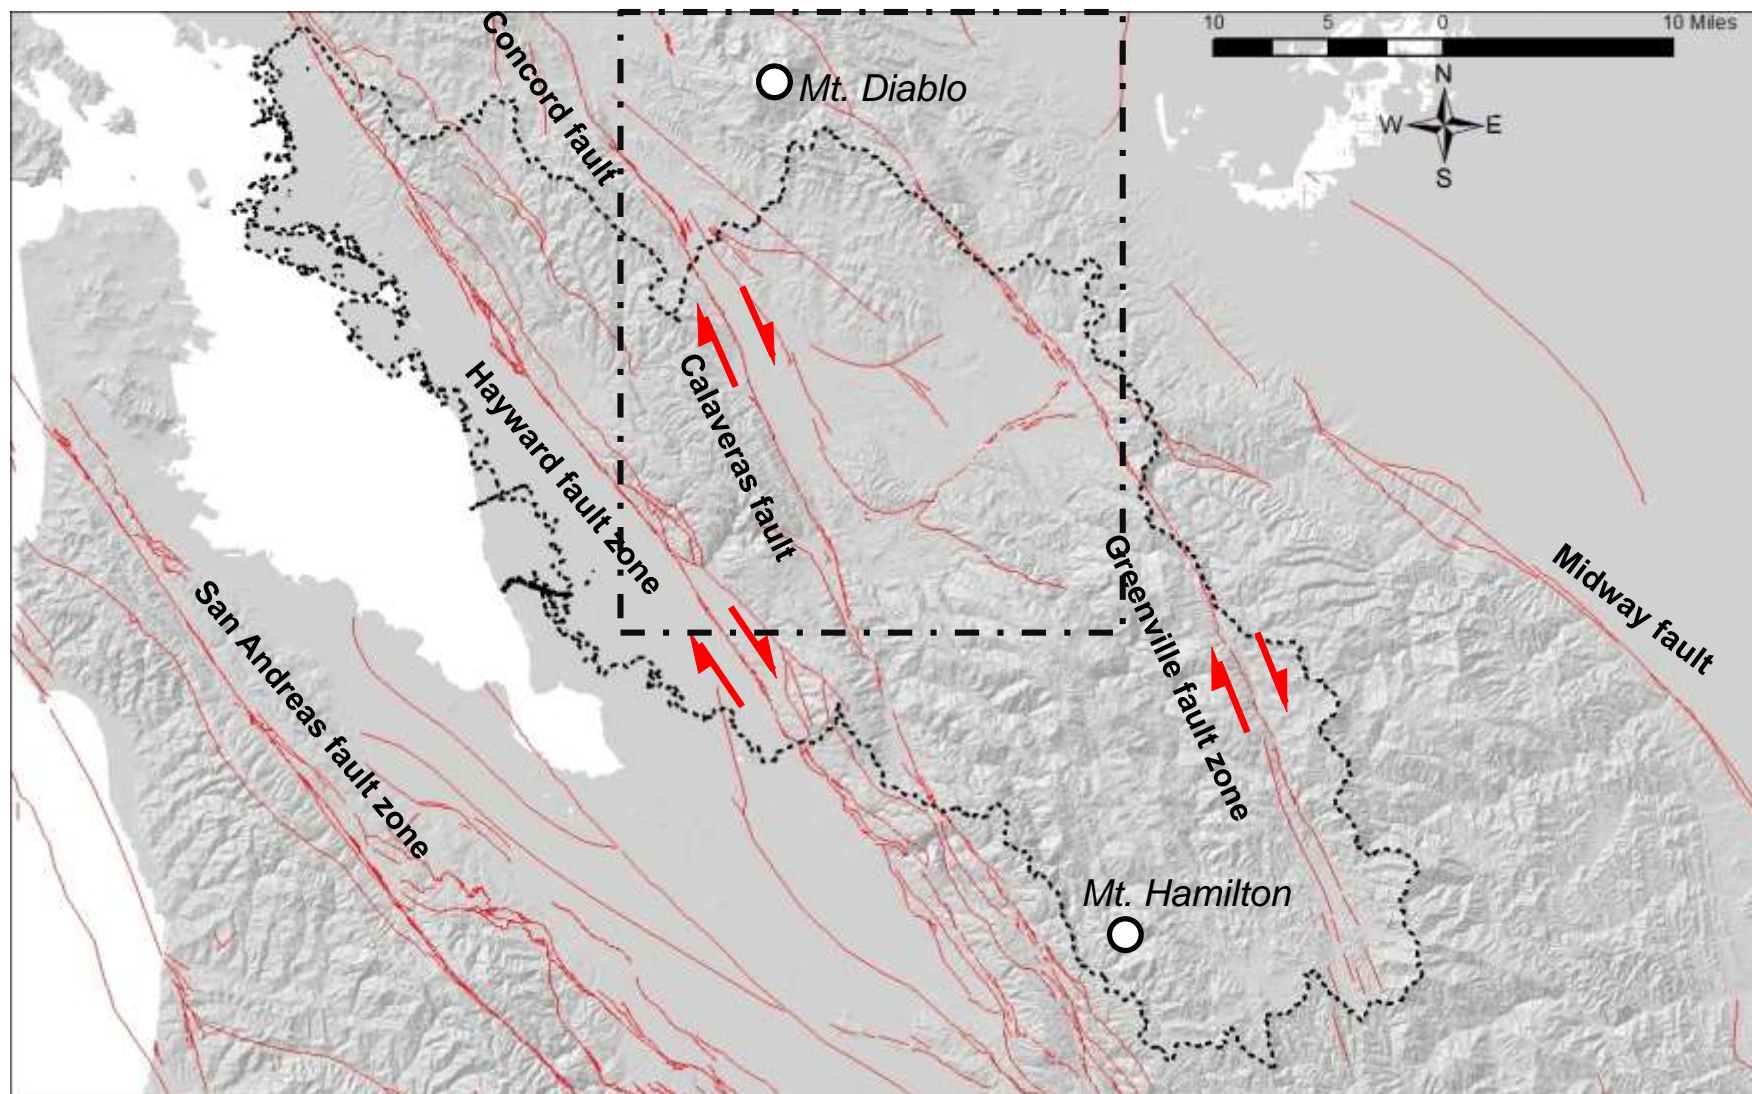 10 5 0 10 Miles
N
W E
S
Concord fault
Mt. Diablo
Calaveras fault
Hayward fault zone
Greenville fault zone
Midway fault
San Andreas fault zone
Mt. Hamilton